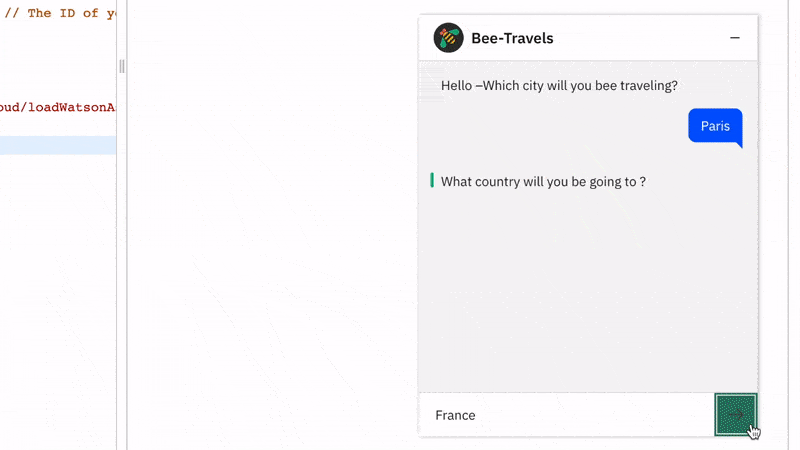 // The ID of yo
oud/loadWatsonAs
Bee-Travels
Hello –Which city will you bee traveling?
Paris
What country will you be going to ?
France